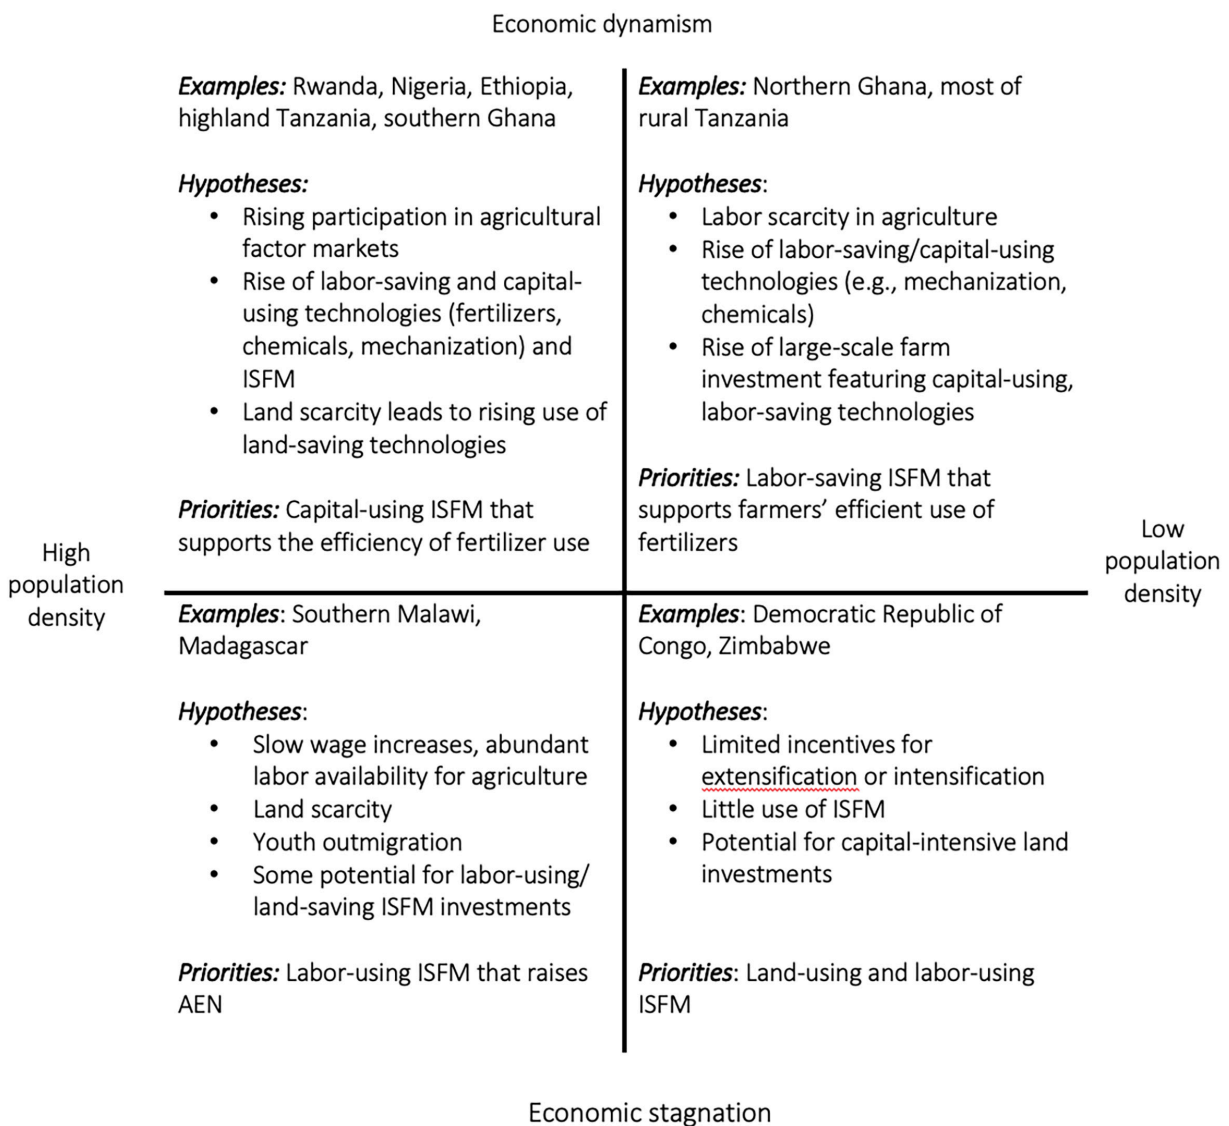 Economic dynamism
Examples: Rwanda, Nigeria, Ethiopia,
highland Tanzania, southern Ghana
Hypotheses:
• Rising participation in agricultural
factor markets
• Rise of labor-saving and capital-
using technologies (fertilizers,
chemicals, mechanization) and
ISFM
• Land scarcity leads to rising use of
land-saving technologies
Priorities: Capital-using ISFM that
supports the efficiency of fertilizer use
Examples: Northern Ghana, most of
rural Tanzania
Hypotheses:
• Labor scarcity in agriculture
• Rise of labor-saving/capital-using
technologies (e.g., mechanization,
chemicals)
• Rise of large-scale farm
investment featuring capital-using,
labor-saving technologies
Priorities: Labor-saving ISFM that
supports farmers’ efficient use of
fertilizers
High
population
density
Low
population
density
Examples: Southern Malawi,
Madagascar
Hypotheses:
• Slow wage increases, abundant
labor availability for agriculture
• Land scarcity
• Youth outmigration
• Some potential for labor-using/
land-saving ISFM investments
Priorities: Labor-using ISFM that raises
AEN
Examples: Democratic Republic of
Congo, Zimbabwe
Hypotheses:
• Limited incentives for
extensification or intensification
• Little use of ISFM
• Potential for capital-intensive land
investments
Priorities: Land-using and labor-using
ISFM
Economic stagnation